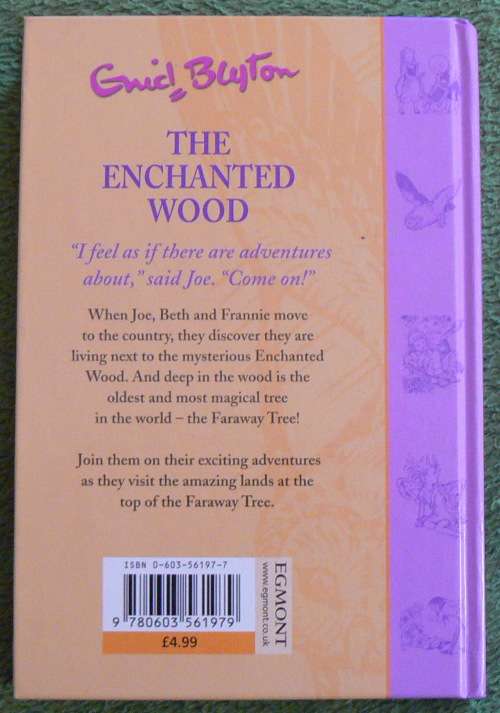 Enid Blyton
THE
ENCHANTED
WOOD
“I feel as if there are adventures
about,” said Joe. “Come on!”
When Joe, Beth and Frannie move
to the country, they discover they are
living next to the mysterious Enchanted
Wood. And deep in the wood is the
oldest and most magical tree
in the world – the Faraway Tree!
Join them on their exciting adventures
as they visit the amazing lands at the
top of the Faraway Tree.
ISBN 0-603-56197-7
9 780603 561979
£4.99
EGMONT
www.egmont.co.uk